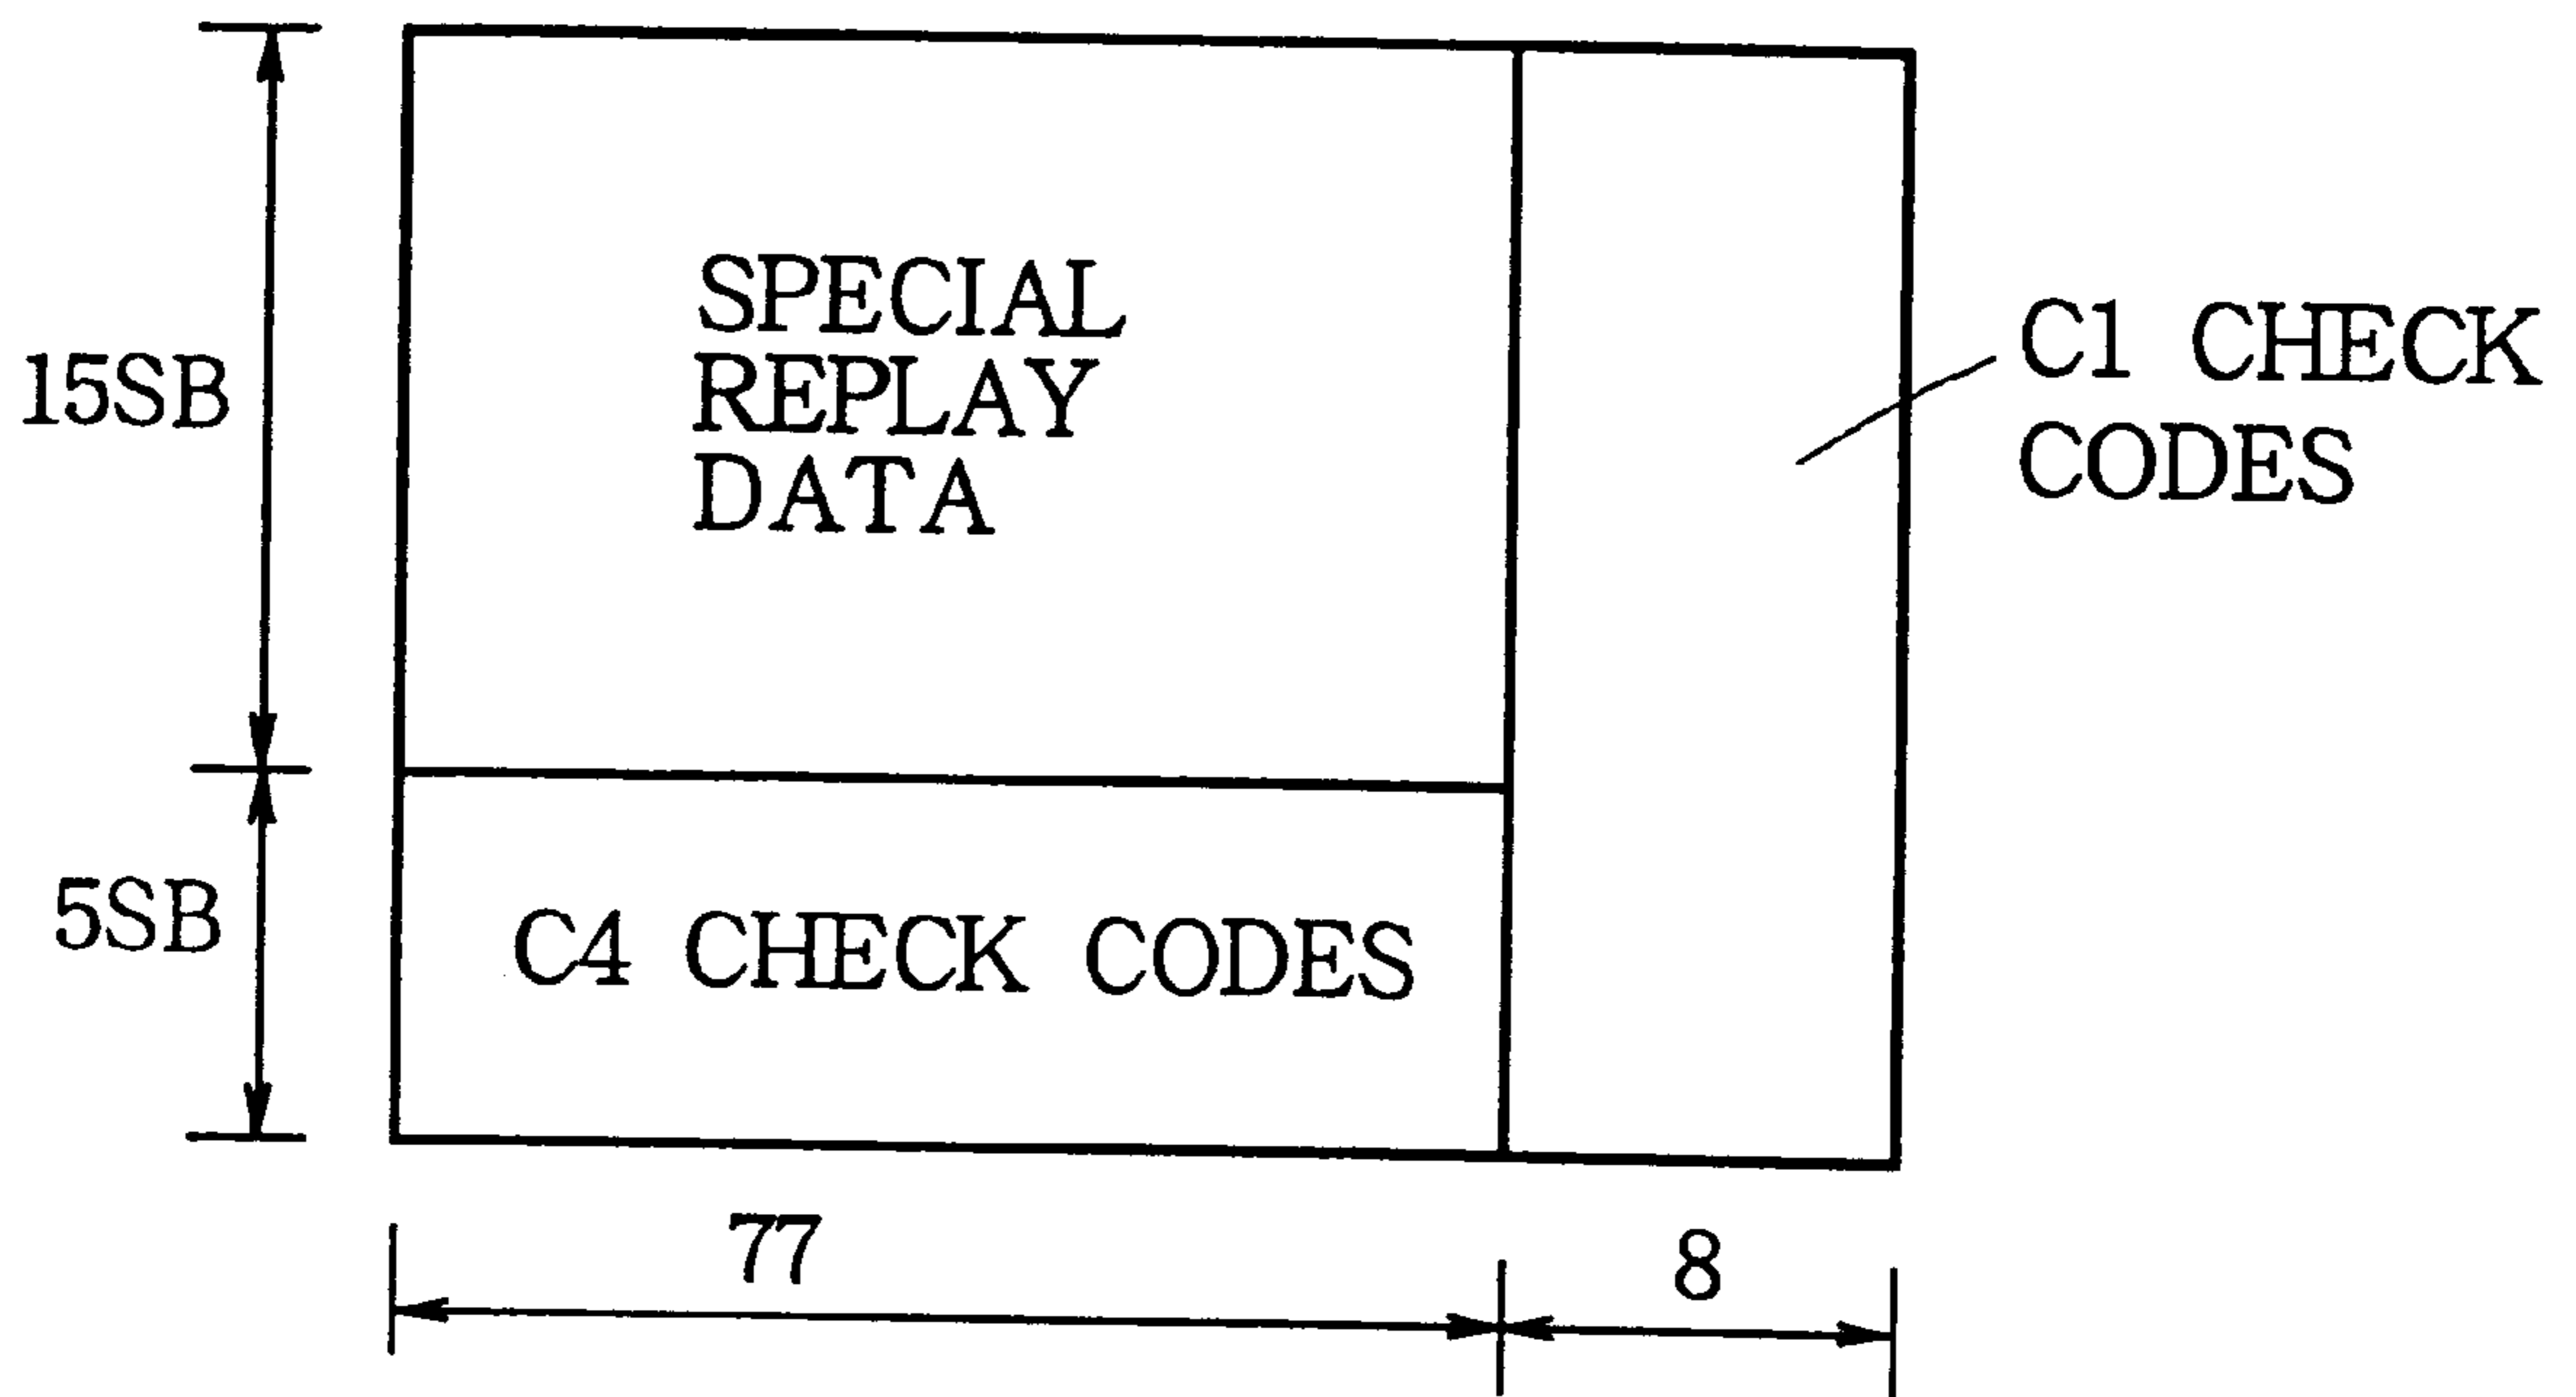 SPECIAL
REPLAY
DATA
15SB
C1 CHECK
CODES
5SB
C4 CHECK CODES
77
8